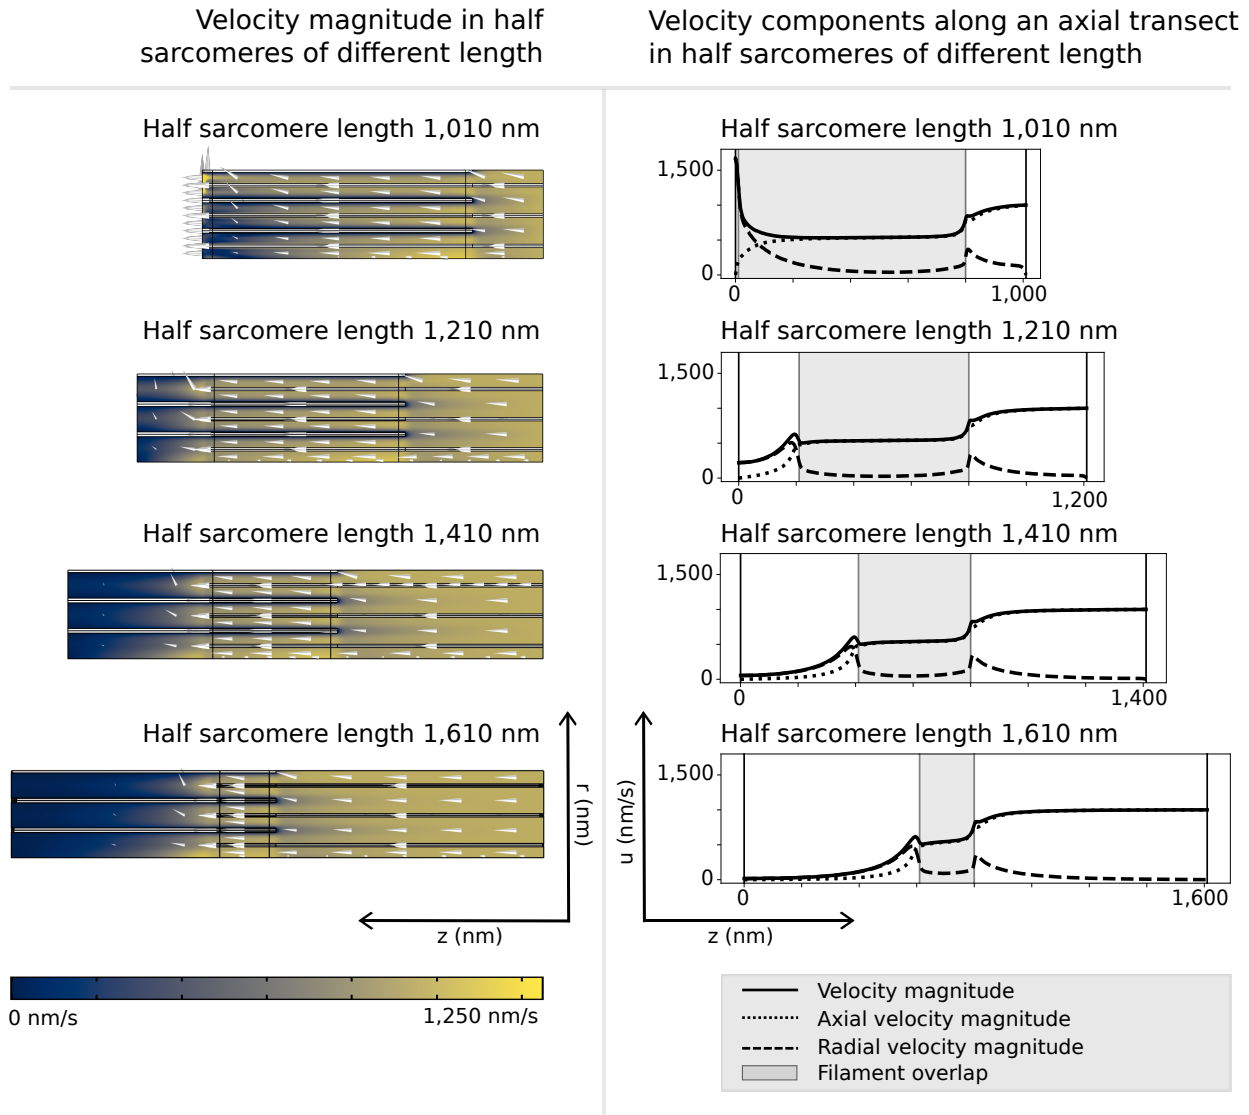 Velocity magnitude in half
sarcomeres of different length
Velocity components along an axial transect
in half sarcomeres of different length
Half sarcomere length 1,010 nm
Half sarcomere length 1,010 nm
1,500
0
0
1,000
Half sarcomere length 1,210 nm
Half sarcomere length 1,210 nm
1,500
0
0
1,200
Half sarcomere length 1,410 nm
Half sarcomere length 1,410 nm
1,500
0
0
1,400
Half sarcomere length 1,610 nm
Half sarcomere length 1,610 nm
1,500
0
0
1,600
r (nm)
z (nm)
u (nm/s)
z (nm)
0 nm/s
1,250 nm/s
Velocity magnitude
Axial velocity magnitude
Radial velocity magnitude
Filament overlap